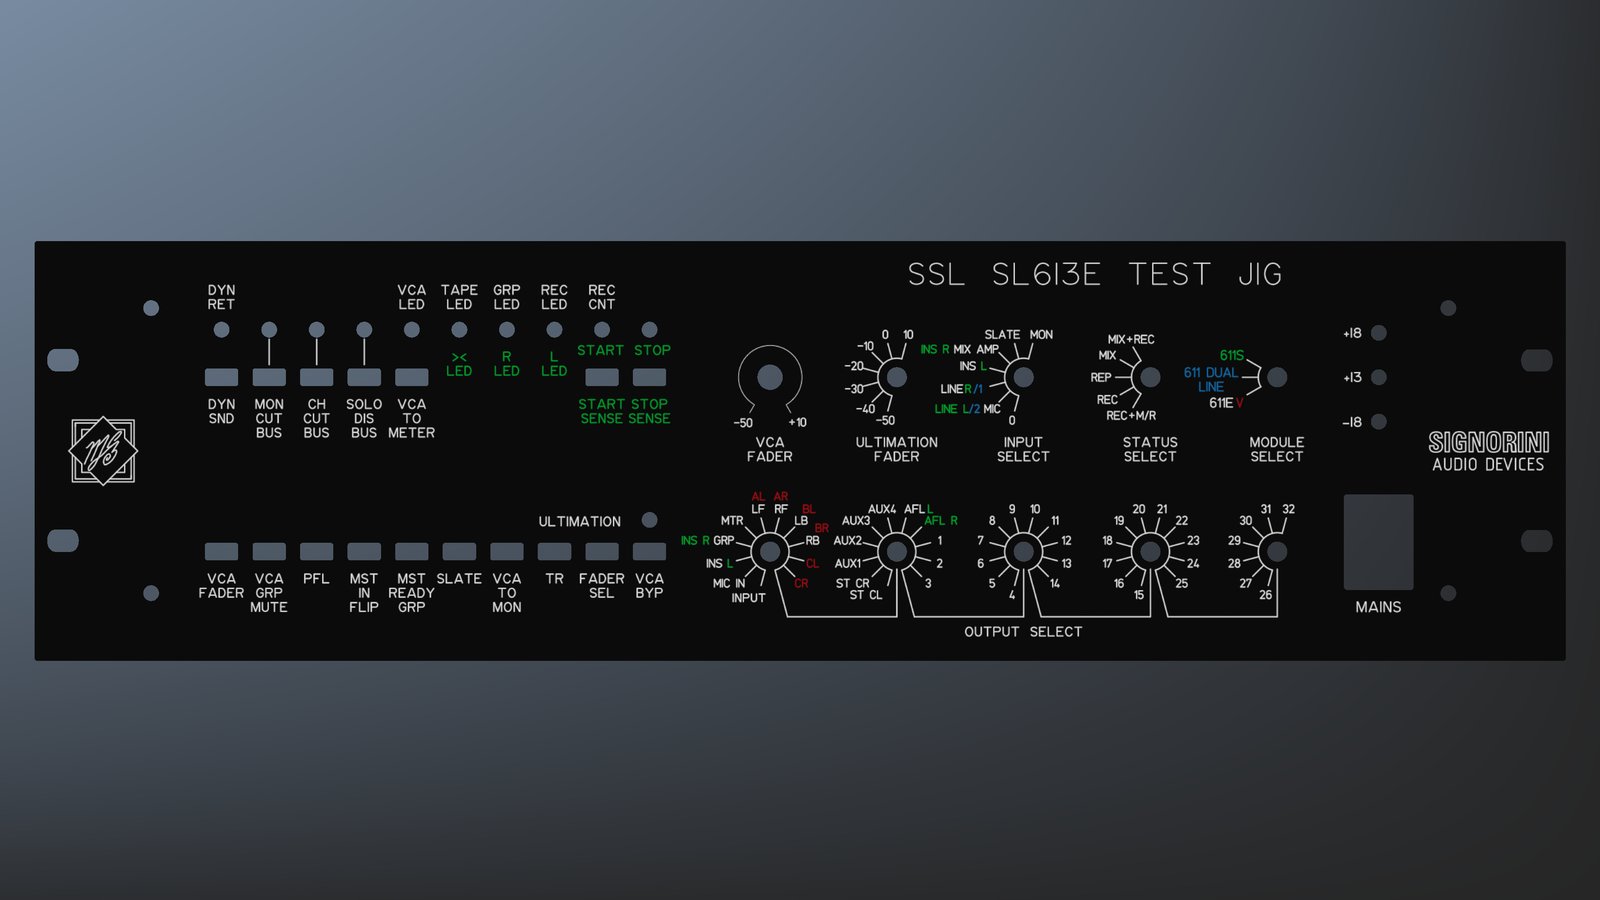 SSL SL613E TEST JIG
DYN RET
VCA LED
TAPE LED
GRP LED
REC LED
REC CNT
>< LED
R LED
L LED
START
STOP
DYN SND
MON CUT BUS
CH CUT BUS
SOLO DIS BUS
VCA TO METER
START SENSE
STOP SENSE
-50
+10
VCA FADER
0
10
-10
-20
-30
-40
-50
ULTIMATION FADER
SLATE
MON
INS R
MIX AMP
INS L
LINER/1
LINE L/2
MIC
0
INPUT SELECT
MIX+REC
MIX
REP
REC
REC+M/R
STATUS SELECT
611S
611 DUAL LINE
611E V
MODULE SELECT
+18
+13
-18
SIGNORINI
AUDIO DEVICES
MS
ULTIMATION
VCA FADER
VCA GRP MUTE
PFL
MST IN FLIP
MST READY GRP
SLATE
VCA TO MON
TR
FADER SEL
VCA BYP
AL
AR
LF
RF
BL
MTR
LB
BR
INS R
GRP
RB
INS L
CL
MIC IN
CR
INPUT
AUX4
AFL L
AUX3
AFL R
AUX2
1
AUX1
2
ST CR
3
ST CL
9
10
8
11
7
12
6
13
5
14
4
20
21
19
22
18
23
17
24
16
25
15
31
32
30
29
28
27
26
OUTPUT SELECT
MAINS